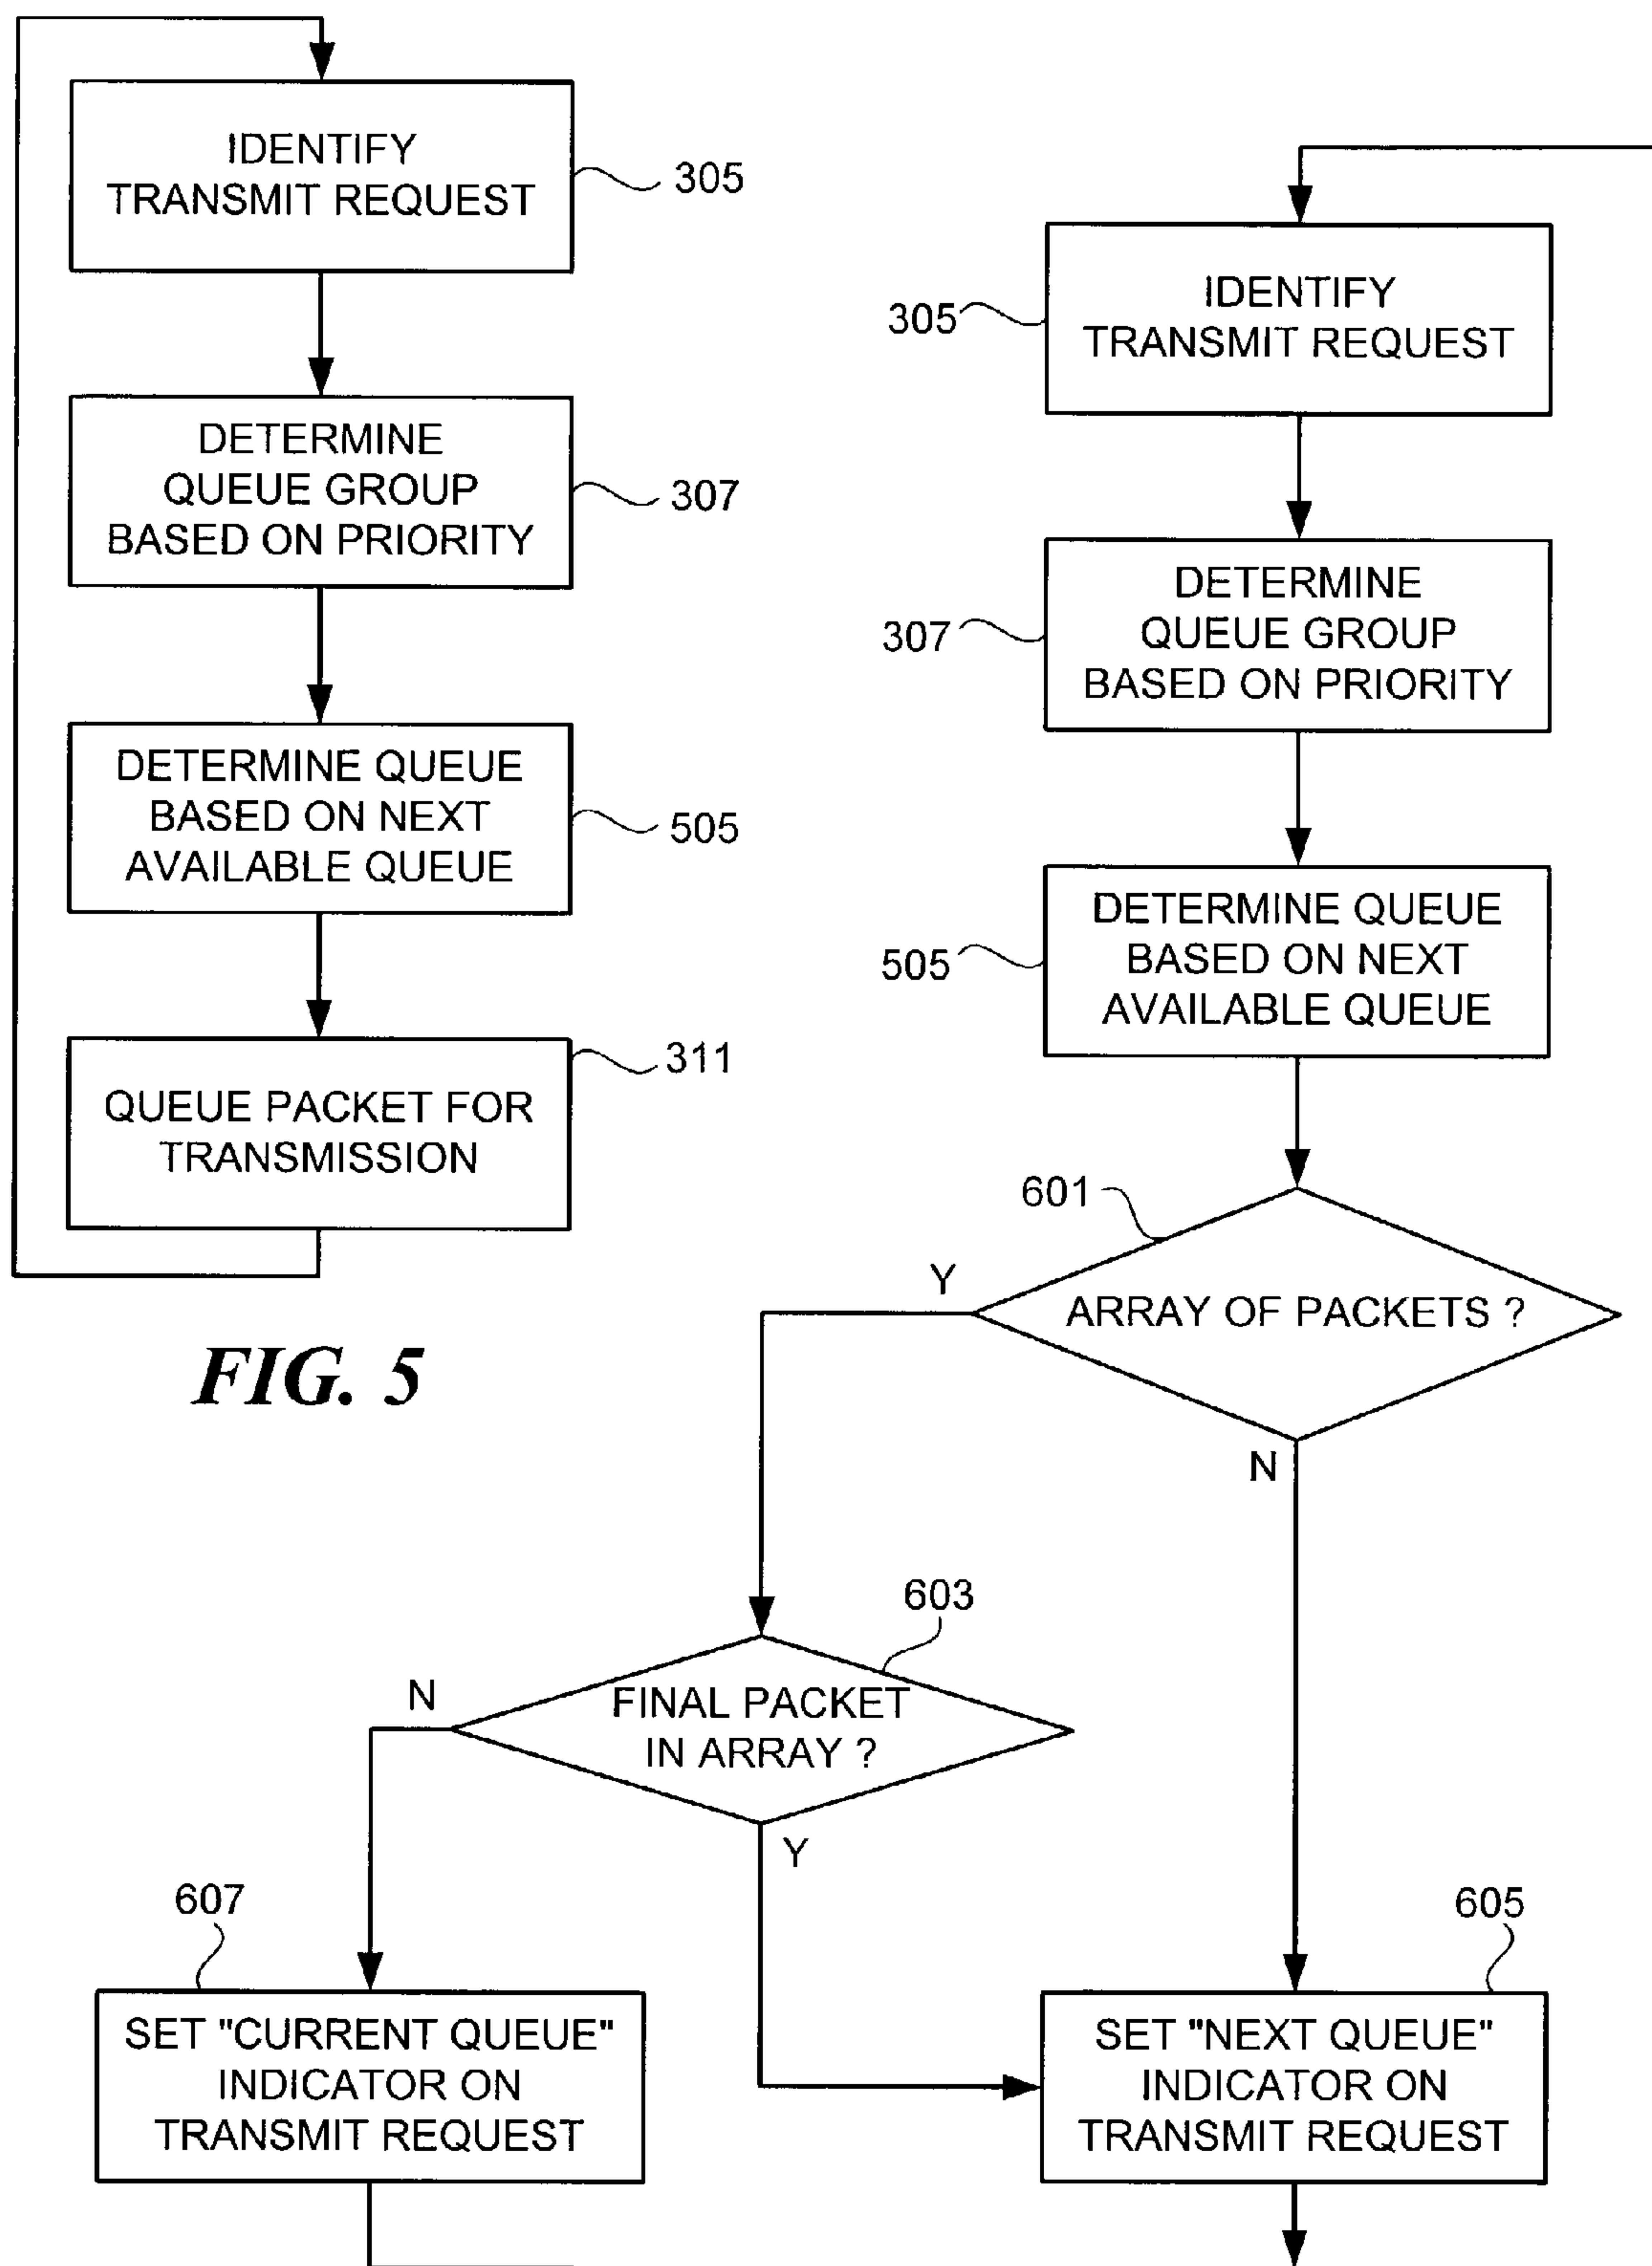 IDENTIFY
TRANSMIT REQUEST
305
DETERMINE
QUEUE GROUP
BASED ON PRIORITY
307
DETERMINE QUEUE
BASED ON NEXT
AVAILABLE QUEUE
505
QUEUE PACKET FOR
TRANSMISSION
311
FIG. 5
IDENTIFY
TRANSMIT REQUEST
305
DETERMINE
QUEUE GROUP
BASED ON PRIORITY
307
DETERMINE QUEUE
BASED ON NEXT
AVAILABLE QUEUE
505
601
Y
ARRAY OF PACKETS ?
N
603
N
FINAL PACKET
IN ARRAY ?
Y
607
SET "CURRENT QUEUE"
INDICATOR ON
TRANSMIT REQUEST
605
SET "NEXT QUEUE"
INDICATOR ON
TRANSMIT REQUEST